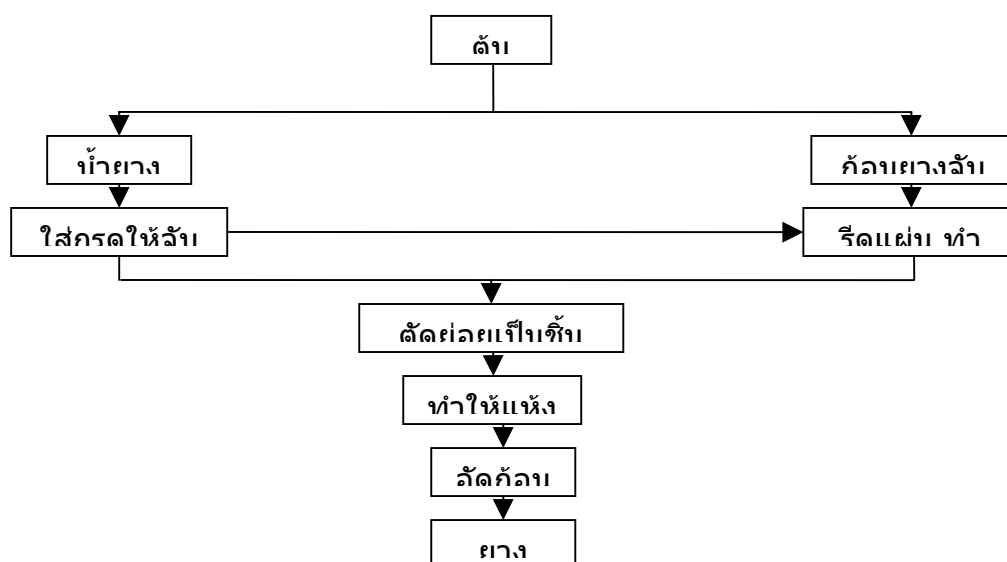 ต้น
น้ำยาง
ก้อนยางจับ
ใส่กรดให้จับ
รีดแผ่น ทำ
ตัดย่อยเป็นชิ้น
ทำให้แห้ง
อัดก้อน
ยาง